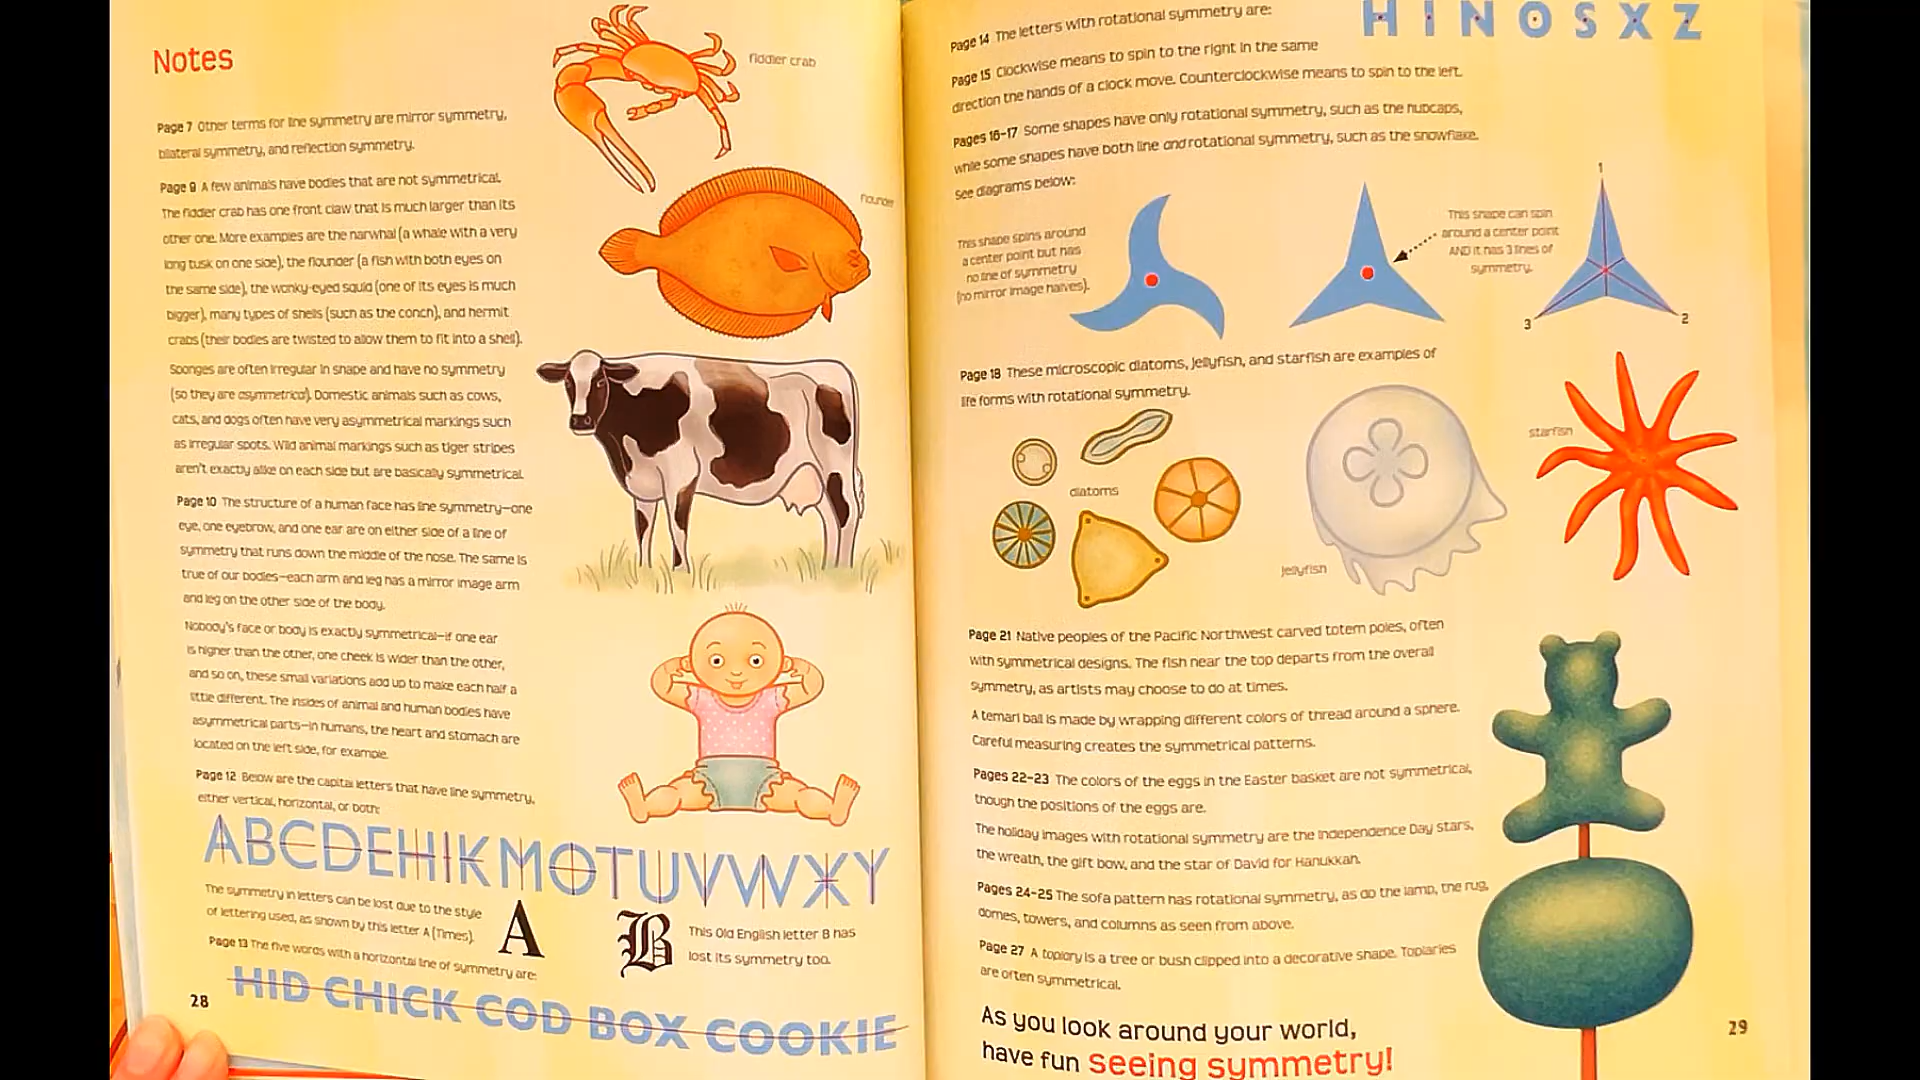 Notes
fiddler crab
Page 7 Other terms for line symmetry are mirror symmetry,
bilateral symmetry, and reflection symmetry.
Page 9 A few animals have bodies that are not symmetrical.
The fiddler crab has one front claw that is much larger than its
other one. More examples are the narwhal (a whale with a very
long tusk on one side), the flounder (a fish with both eyes on
the same side), the wonky-eyed squid (one of its eyes is much
bigger), many types of shells (such as the conch), and hermit
crabs (their bodies are twisted to allow them to fit into a shell).
flounder
Sponges are often irregular in shape and have no symmetry
(so they are asymmetrical). Domestic animals such as cows,
cats, and dogs often have very asymmetrical markings such
as irregular spots. Wild animal markings such as tiger stripes
aren't exactly alike on each side but are basically symmetrical.
Page 10 The structure of a human face has line symmetry—one
eye, one eyebrow, and one ear are on either side of a line of
symmetry that runs down the middle of the nose. The same is
true of our bodies—each arm and leg has a mirror image arm
and leg on the other side of the body.
Nobody's face or body is exactly symmetrical—if one ear
is higher than the other, one cheek is wider than the other,
and so on, these small variations add up to make each half a
little different. The insides of animal and human bodies have
asymmetrical parts—in humans, the heart and stomach are
located on the left side, for example.
Page 12 Below are the capital letters that have line symmetry,
either vertical, horizontal, or both:
ABCDEHIKMOTUVWXY
The symmetry in letters can be lost due to the style
of lettering used, as shown by this letter A (Times).
A
B
This Old English letter B has
lost its symmetry too.
Page 13 The five words with a horizontal line of symmetry are:
HID CHICK COD BOX COOKIE
28
Page 14 The letters with rotational symmetry are:
H I N O S X Z
Page 15 Clockwise means to spin to the right in the same
direction the hands of a clock move. Counterclockwise means to spin to the left.
Pages 16–17 Some shapes have only rotational symmetry, such as the hubcaps,
while some shapes have both line and rotational symmetry, such as the snowflake.
See diagrams below:
This shape spins around
a center point but has
no line of symmetry
(no mirror image halves).
This shape can spin
around a center point
AND it has 3 lines of
symmetry.
1
2
3
Page 18 These microscopic diatoms, jellyfish, and starfish are examples of
life forms with rotational symmetry.
diatoms
jellyfish
starfish
Page 21 Native peoples of the Pacific Northwest carved totem poles, often
with symmetrical designs. The fish near the top departs from the overall
symmetry, as artists may choose to do at times.
A temari ball is made by wrapping different colors of thread around a sphere.
Careful measuring creates the symmetrical patterns.
Pages 22–23 The colors of the eggs in the Easter basket are not symmetrical,
though the positions of the eggs are.
The holiday images with rotational symmetry are the Independence Day stars,
the wreath, the gift bow, and the star of David for Hanukkah.
Pages 24–25 The sofa pattern has rotational symmetry, as do the lamp, the rug,
domes, towers, and columns as seen from above.
Page 27 A topiary is a tree or bush clipped into a decorative shape. Topiaries
are often symmetrical.
As you look around your world,
have fun seeing symmetry!
29